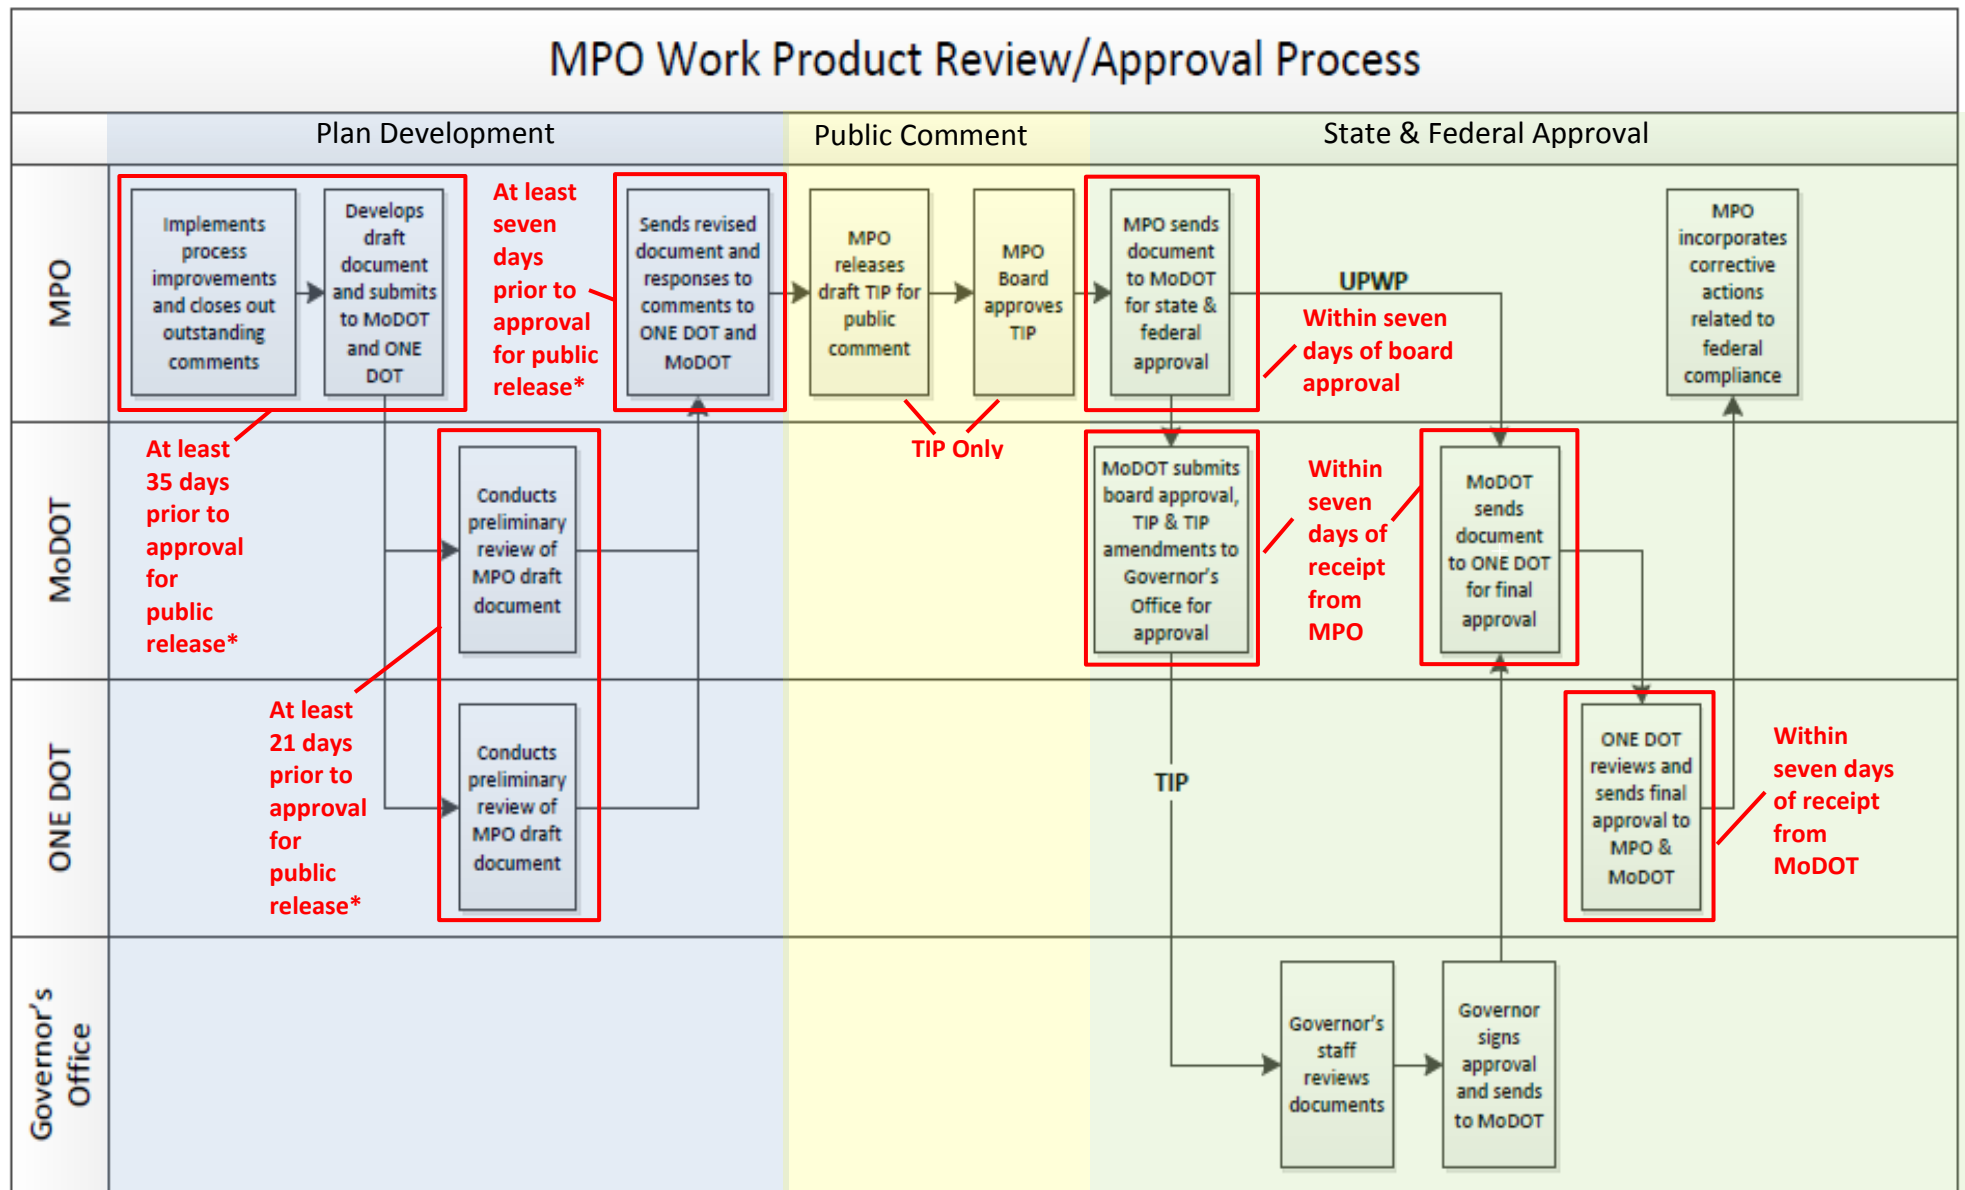 MPO Work Product Review/Approval Process
Plan Development
Public Comment
State & Federal Approval
MPO
Implements
process
improvements
and closes out
outstanding
comments
Develops
draft
document
and submits
to MoDOT
and ONE
DOT
At least
seven
days
prior to
approval
for public
release*
Sends revised
document and
responses to
comments to
ONE DOT and
MoDOT
MPO
releases
draft TIP for
public
comment
MPO
Board
approves
TIP
MPO sends
document
to MoDOT
for state &
federal
approval
UPWP
Within seven
days of board
approval
MPO
incorporates
corrective
actions
related to
federal
compliance
TIP Only
MoDOT
At least
35 days
prior to
approval
for
public
release*
Conducts
preliminary
review of
MPO draft
document
MoDOT submits
board approval,
TIP & TIP
amendments to
Governor's
Office for
approval
Within
seven
days of
receipt
from
MPO
MoDOT
sends
document
to ONE DOT
for final
approval
ONE DOT
At least
21 days
prior to
approval
for
public
release*
Conducts
preliminary
review of
MPO draft
document
TIP
ONE DOT
reviews and
sends final
approval to
MPO &
MoDOT
Within
seven days
of receipt
from
MoDOT
Governor's
Office
Governor's
staff
reviews
documents
Governor
signs
approval
and sends
to MoDOT